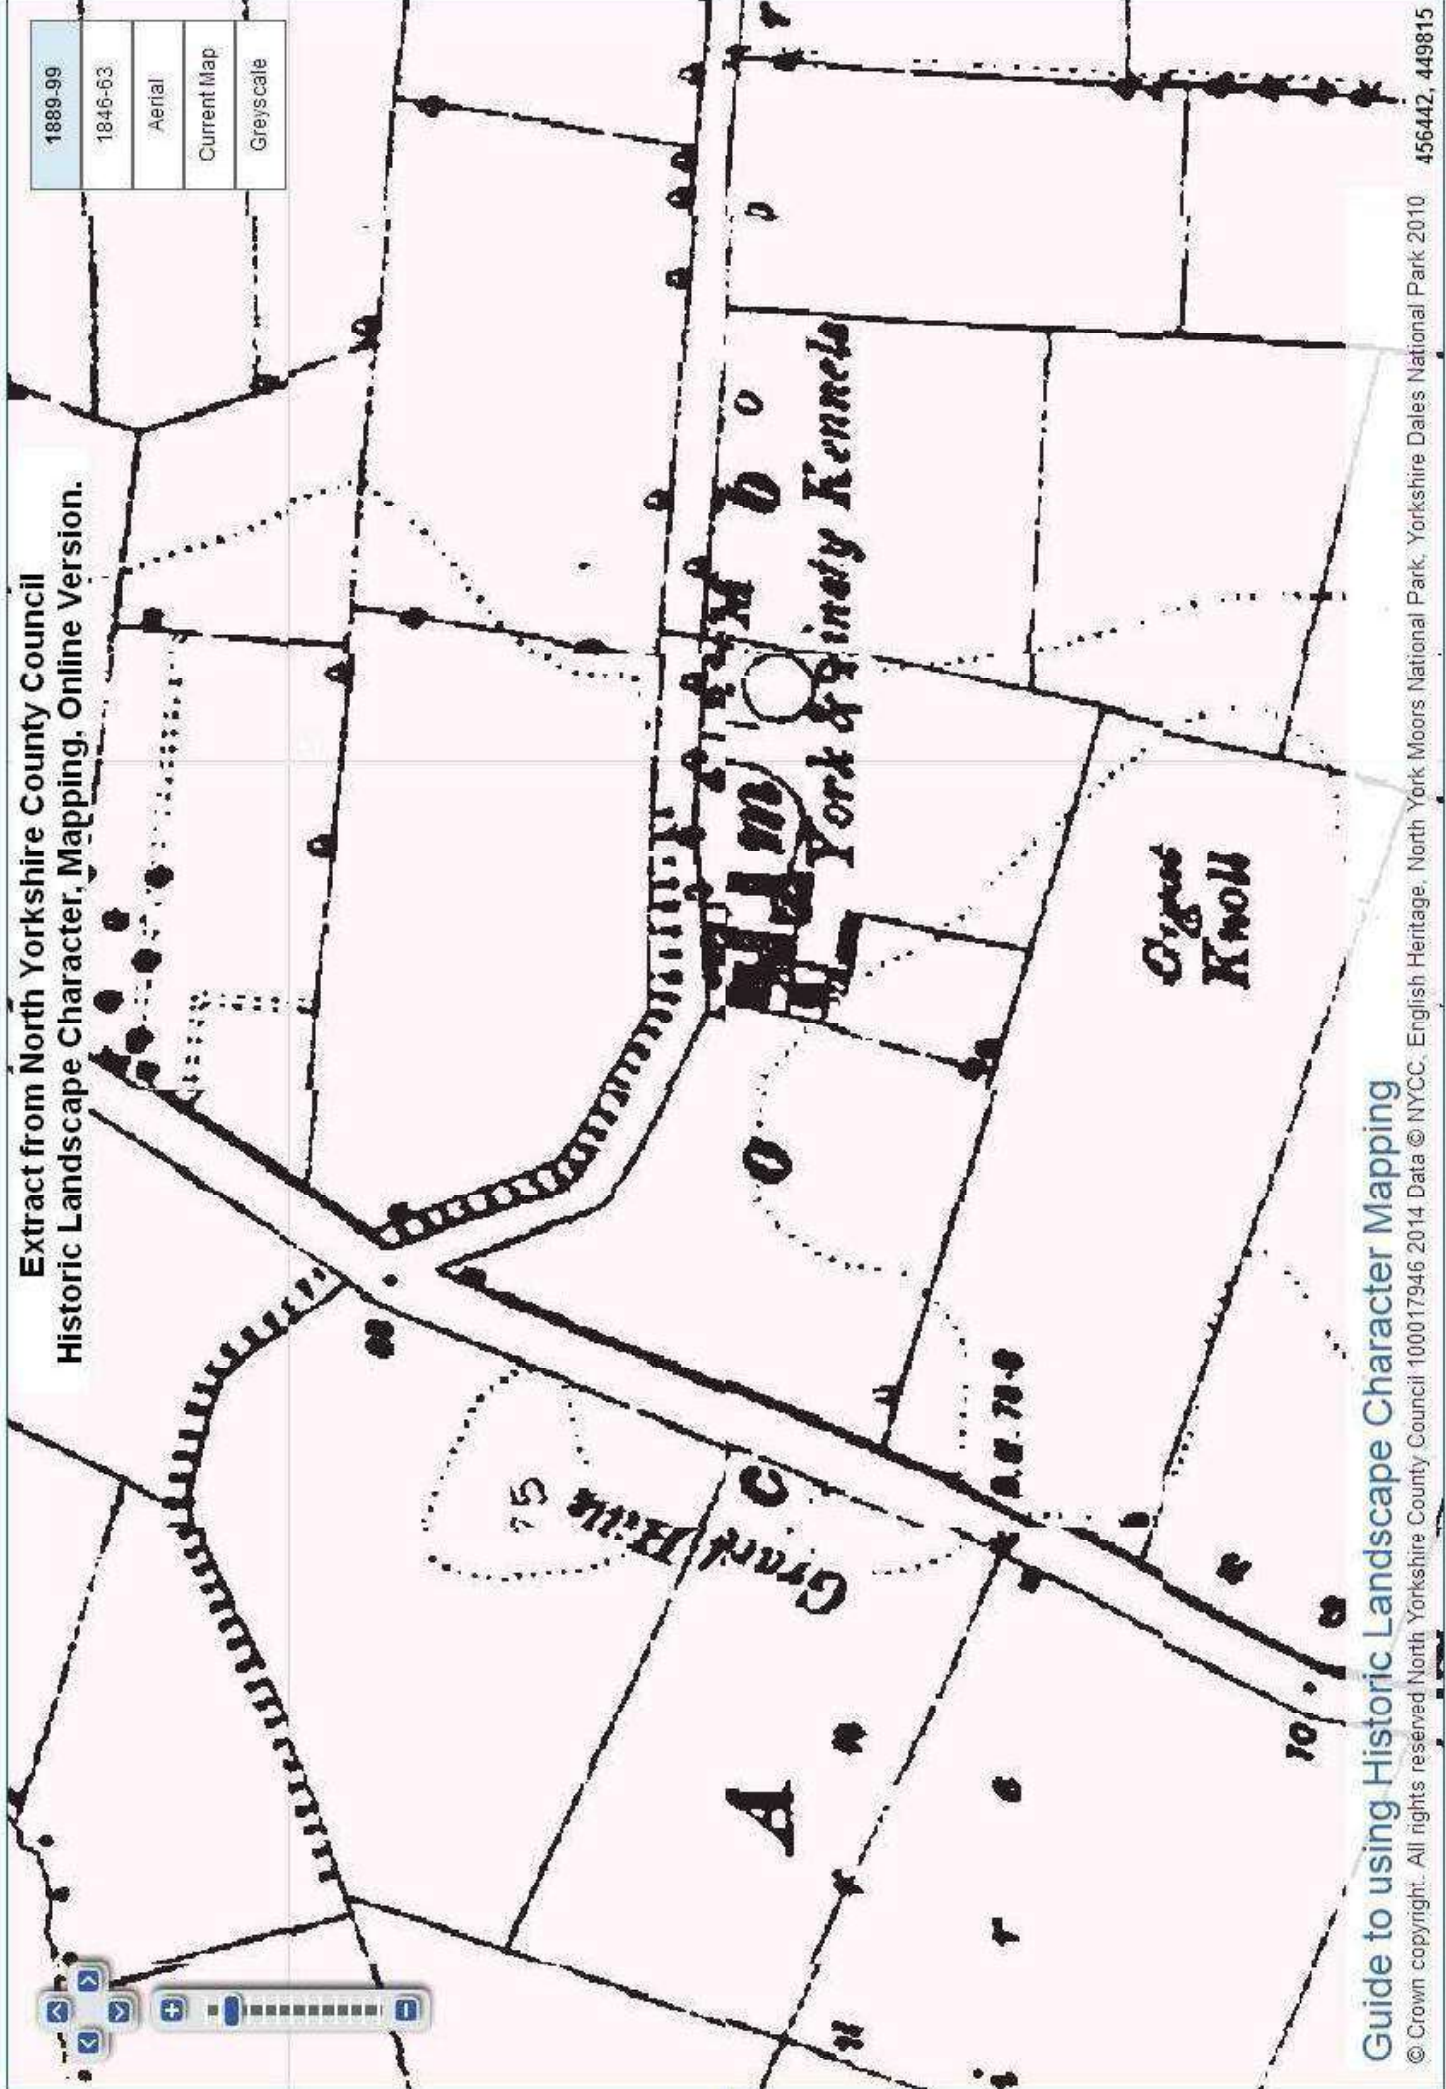 Extract from North Yorkshire County Council
Historic Landscape Character, Mapping. Online Version.
1889-99
1846-63
Aerial
Current Map
Greyscale
75
Hills
A
C
O
m
M
b
o
York & Kennels
Knoll
70
Guide to using Historic Landscape Character Mapping
© Crown copyright. All rights reserved North Yorkshire County Council 100017946 2014 Data © NYCC, English Heritage, North York Moors National Park, Yorkshire Dales National Park 2010
456442, 449815